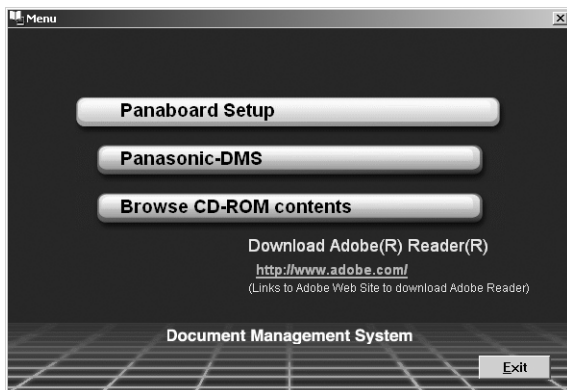 Menu
Panaboard Setup
Panasonic-DMS
Browse CD-ROM contents
Download Adobe(R) Reader(R)
http://www.adobe.com/
(Links to Adobe Web Site to download Adobe Reader)
Document Management System
Exit